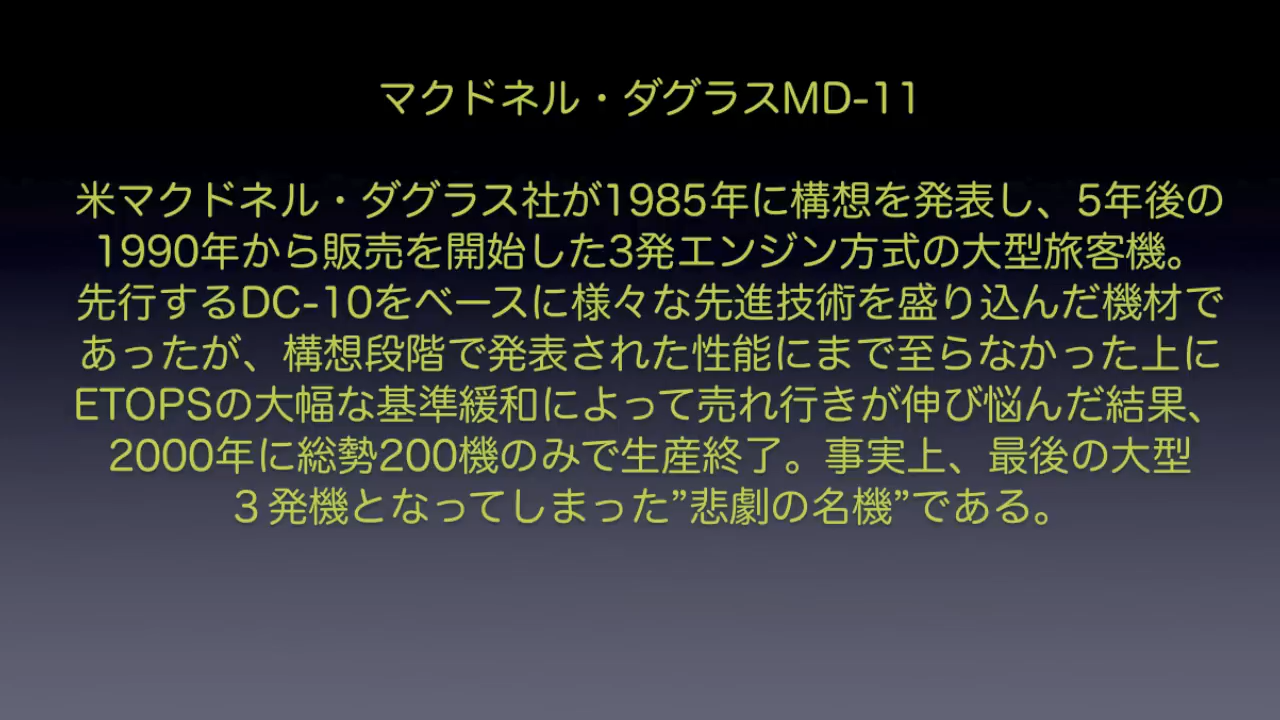 マクドネル・ダグラスMD-11
米マクドネル・ダグラス社が1985年に構想を発表し、5年後の
1990年から販売を開始した3発エンジン方式の大型旅客機。
先行するDC-10をベースに様々な先進技術を盛り込んだ機材で
あったが、構想段階で発表された性能にまで至らなかった上に
ETOPSの大幅な基準緩和によって売れ行きが伸び悩んだ結果、
2000年に総勢200機のみで生産終了。事実上、最後の大型
３発機となってしまった”悲劇の名機”である。